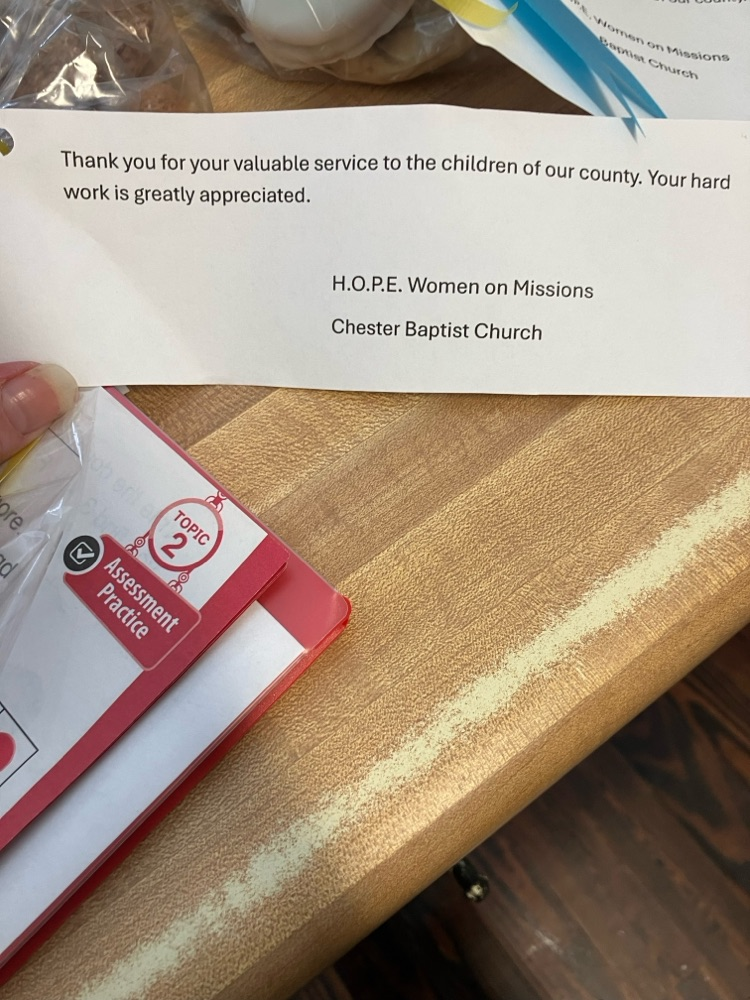 Women on Missions
Baptist Church
Thank you for your valuable service to the children of our county. Your hard
work is greatly appreciated.
H.O.P.E. Women on Missions
Chester Baptist Church
TOPIC
2
Assessment
Practice